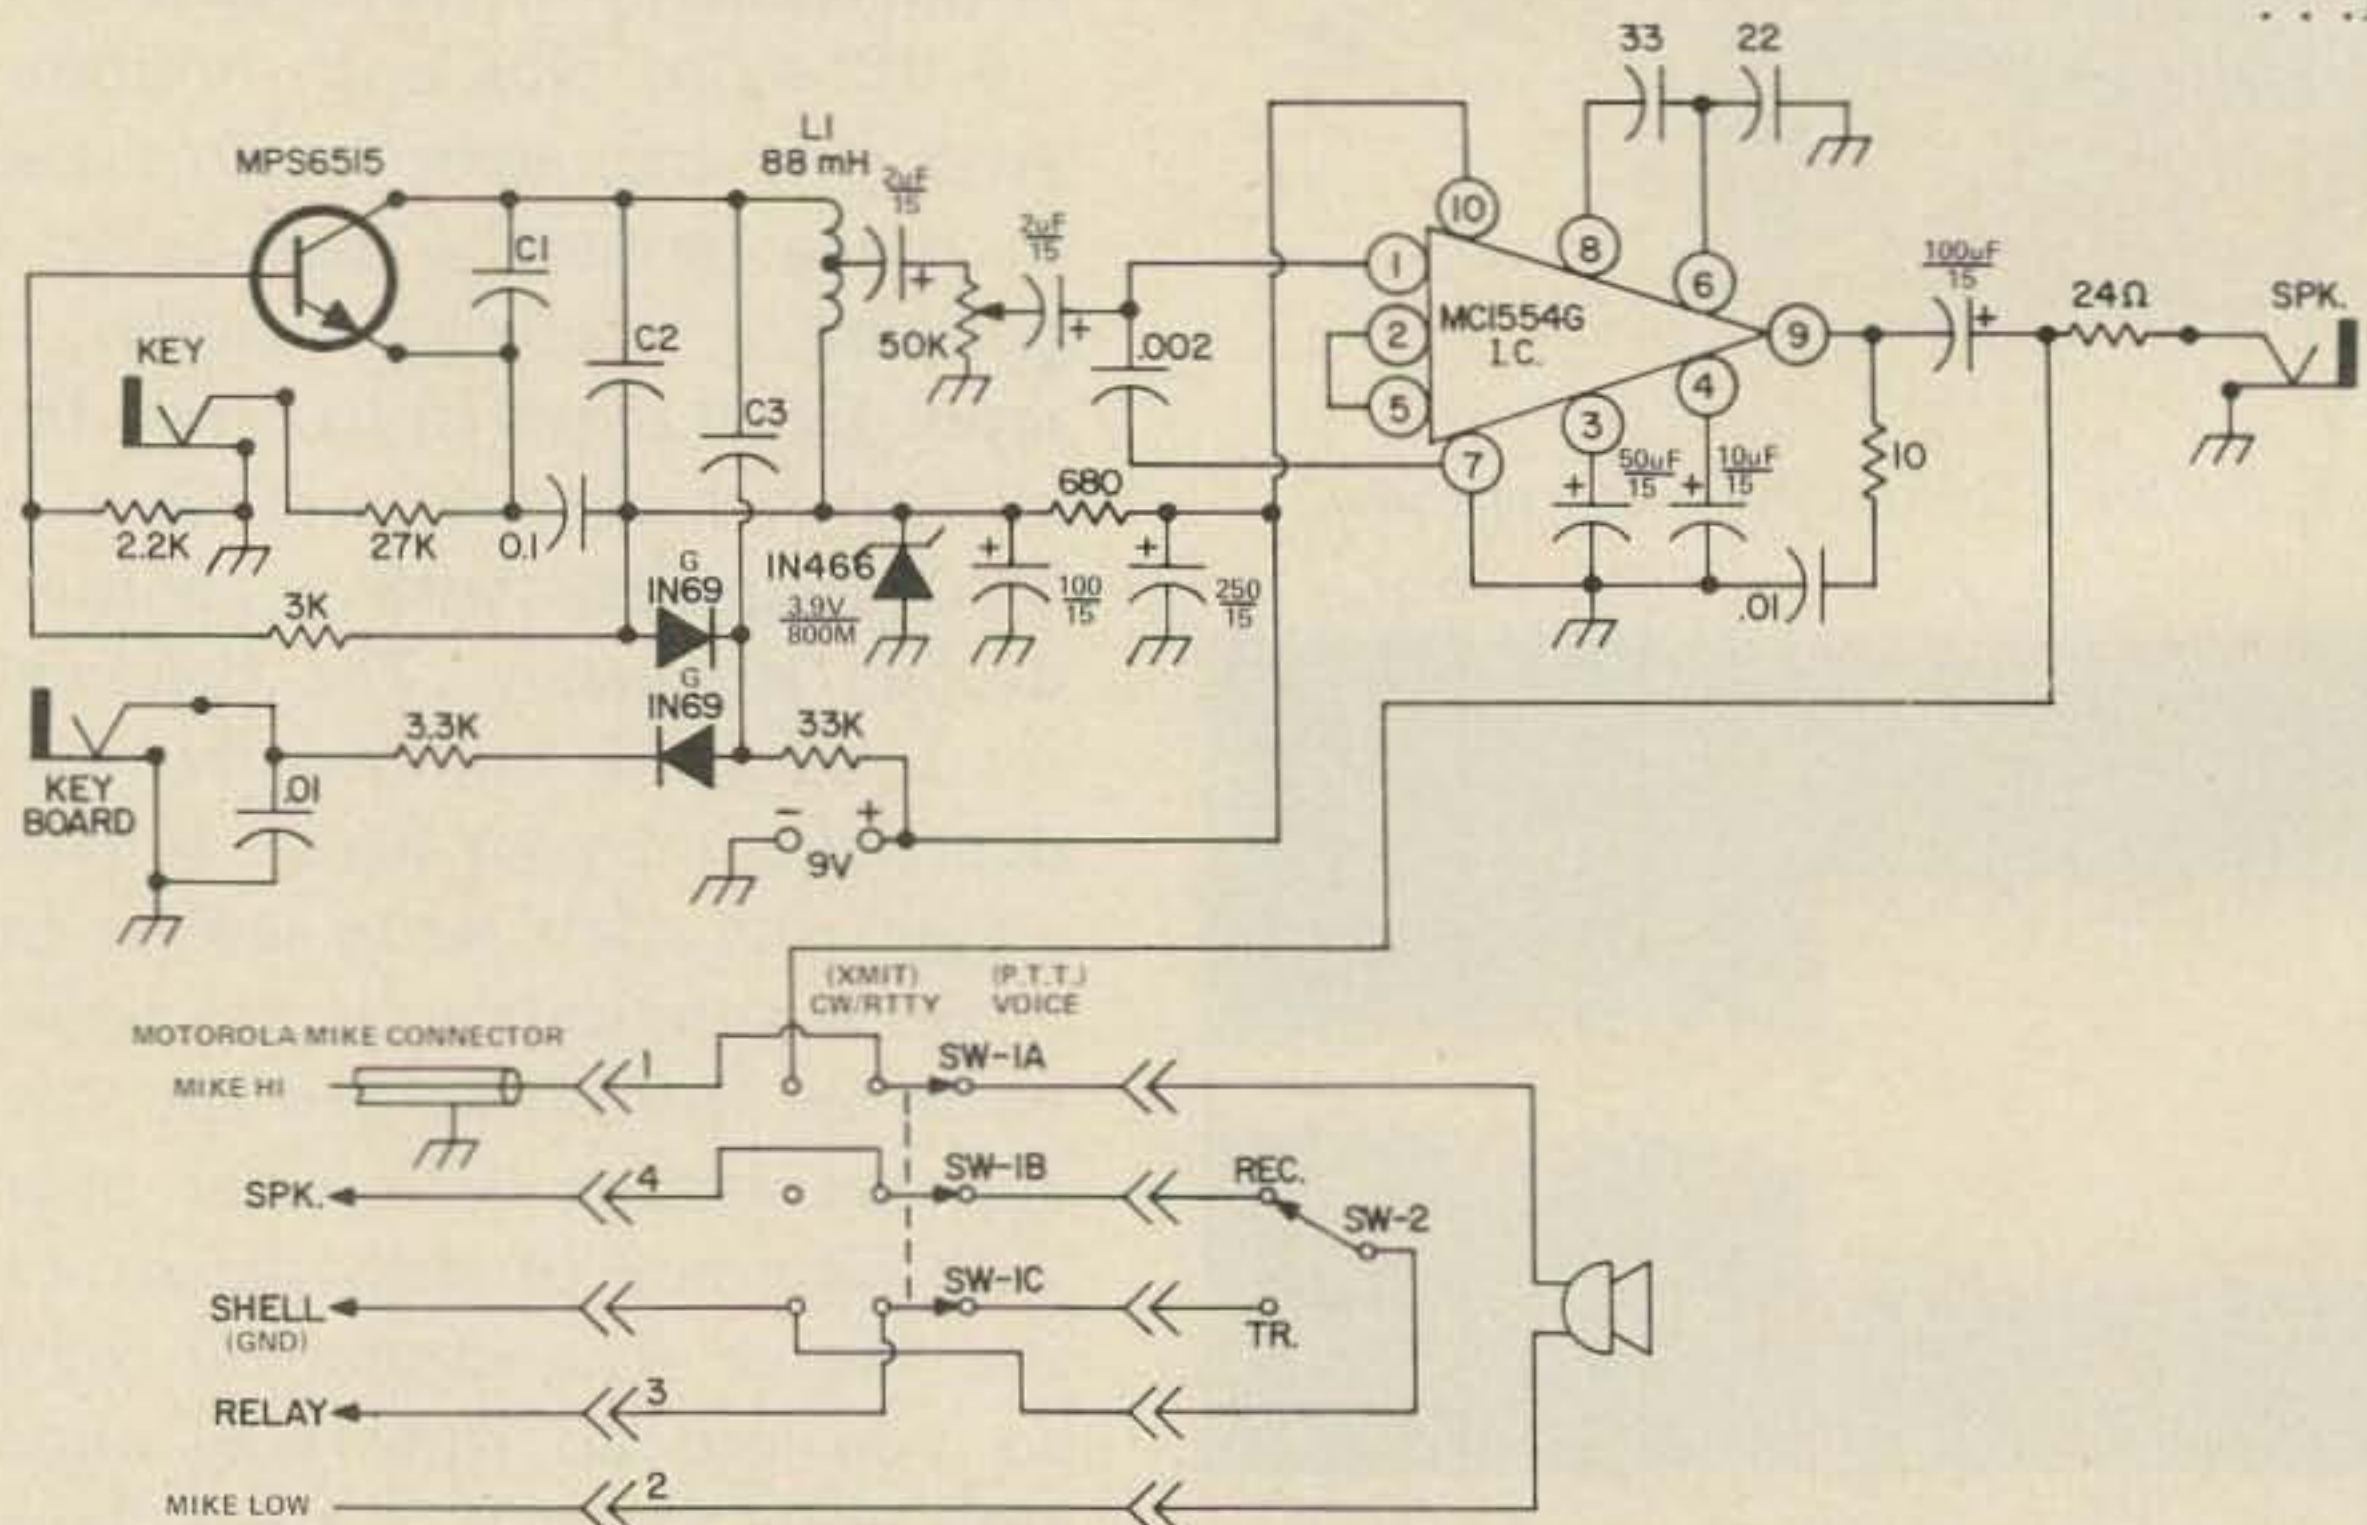 33
22
L1
88 mH
MPS6515
2uF
15
2uF
15
10
8
C1
1
6
100uF
15
24Ω
SPK.
MC1554G
I.C.
2
9
KEY
C2
50K
.002
4
5
C3
3
7
50uF
15
10uF
15
10
680
2.2K
27K
0.1
+
+
+
+
+
+
+
G
IN69
IN466
3.9V
800M
100
15
250
15
.01
3K
G
IN69
3.3K
33K
KEY
BOARD
.01
-
+
9V
(XMIT)
CW/RTTY
(P.T.T.)
VOICE
MOTOROLA MIKE CONNECTOR
MIKE HI
1
SW-1A
SPK.
4
SW-1B
REC.
SW-2
SHELL
(GND)
SW-1C
TR.
RELAY
3
MIKE LOW
2